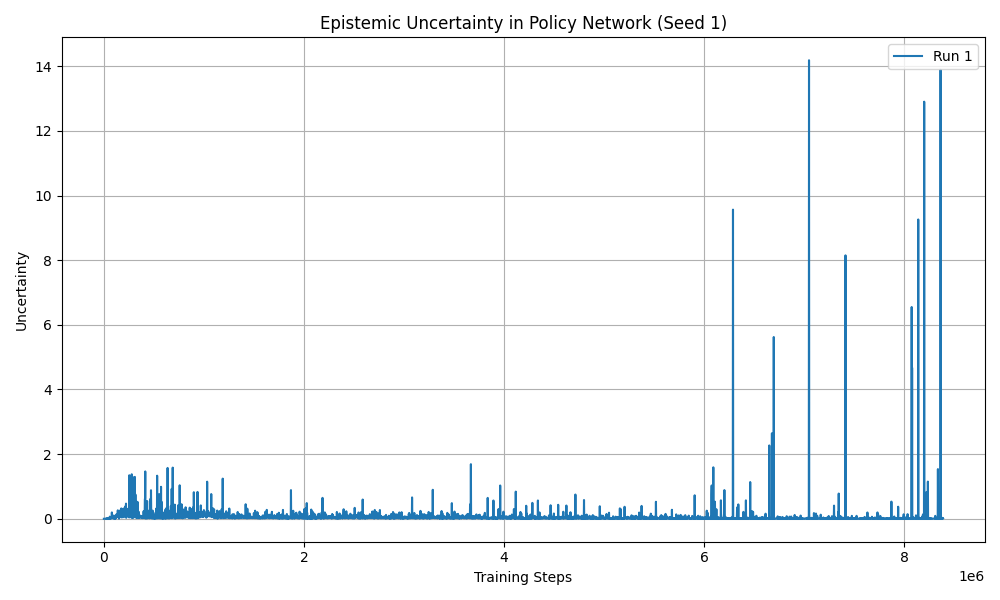 Epistemic Uncertainty in Policy Network (Seed 1)
Run 1
14
12
10
8
6
4
2
0
Uncertainty
0 2 4 6 8
1e6
Training Steps